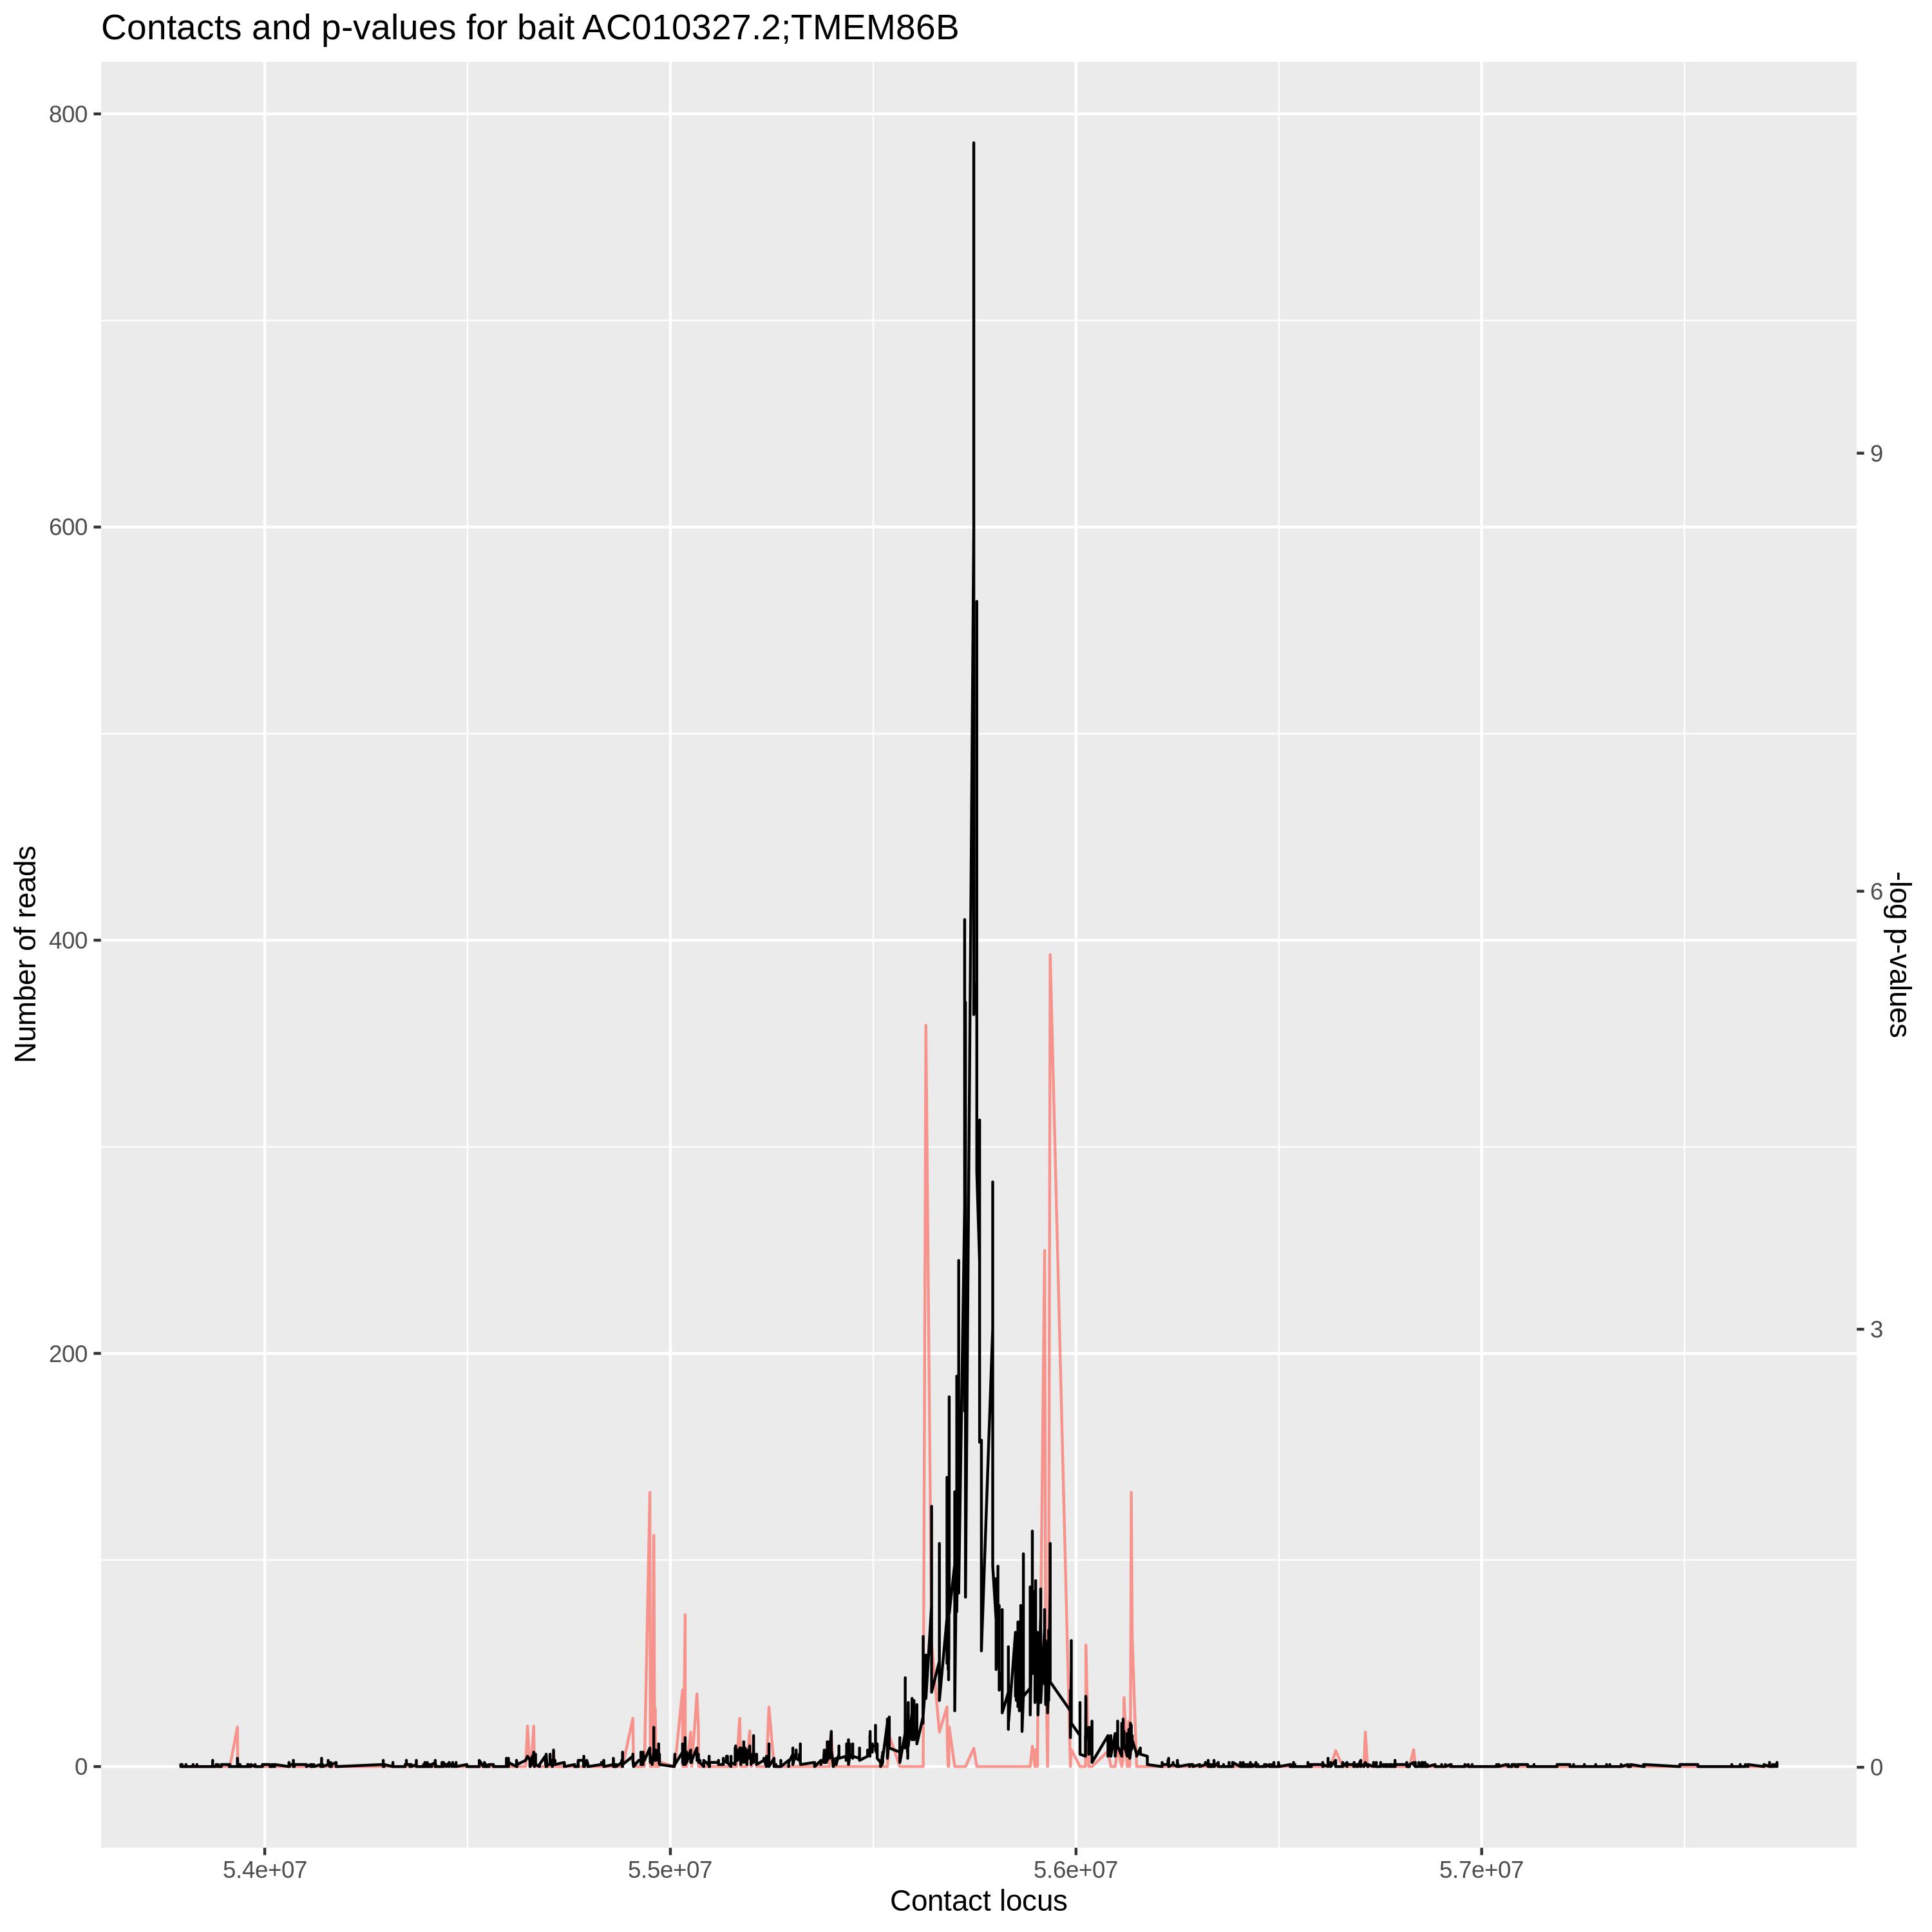 Contacts and p-values for bait AC010327.2;TMEM86B
800
600
400
200
0
Number of reads
9
6
3
0
-log p-values
5.4e+07
5.5e+07
5.6e+07
5.7e+07
Contact locus